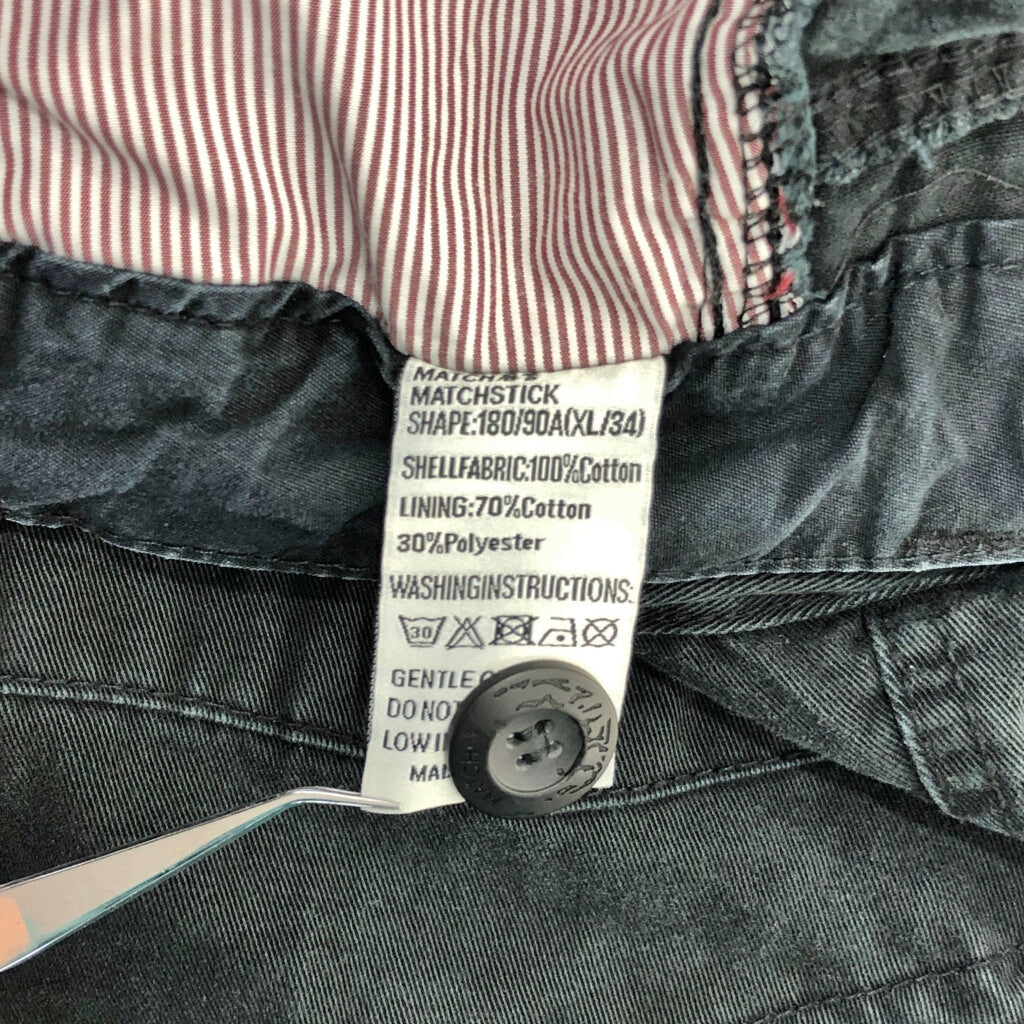 MATCHSTICK
SHAPE:180/90A(XL/34)
SHELLFABRIC:100%Cotton
LINING:70%Cotton
30%Polyester
WASHINGINSTRUCTIONS:
30
GENTLE
DO NOT
LOW
MATCH